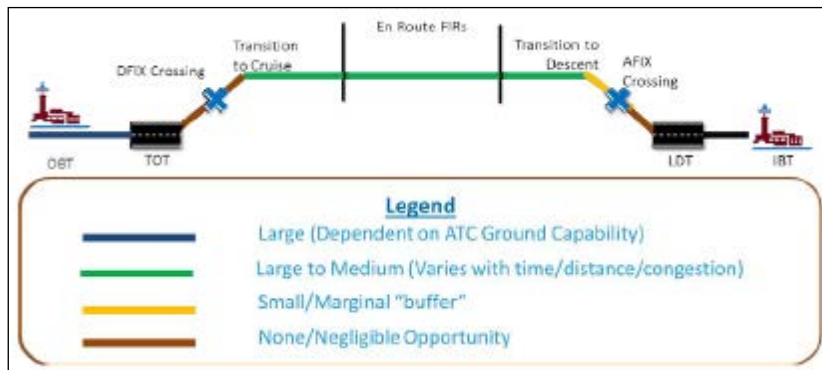 En Route FIRs
Transition
to Cruise
Transition to
Descent
DFIX Crossing
AFIX
Crossing
OBT
TOT
LDT
IBT
Legend
Large (Dependent on ATC Ground Capability)
Large to Medium (Varies with time/distance/congestion)
Small/Marginal “buffer”
None/Negligible Opportunity